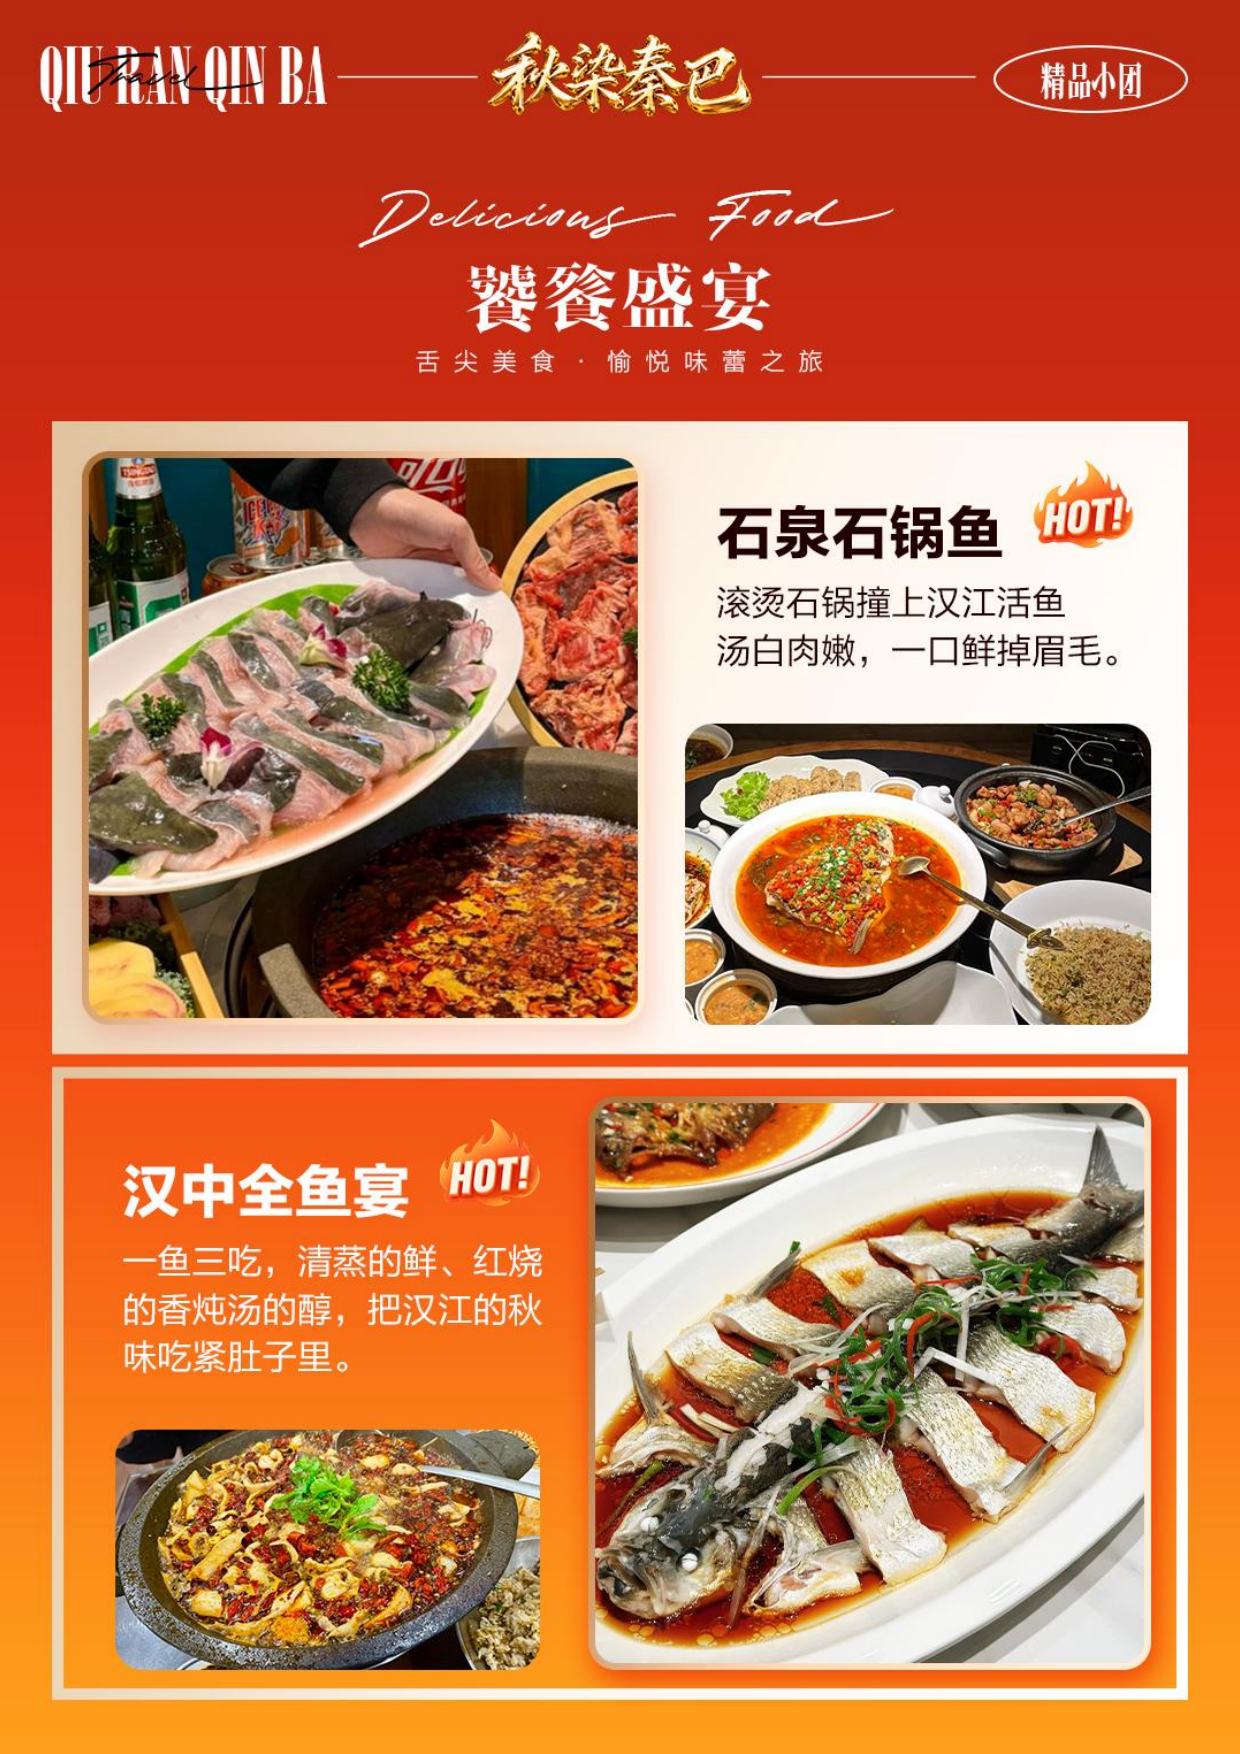 QIU RAN QIN BA
Travel
秋染秦巴
精品小团
Delicious Food
饕餮盛宴
舌尖美食·愉悦味蕾之旅
石泉石锅鱼
HOT!
滚烫石锅撞上汉江活鱼
汤白肉嫩，一口鲜掉眉毛。
汉中全鱼宴
HOT!
一鱼三吃，清蒸的鲜、红烧
的香炖汤的醇，把汉江的秋
味吃紧肚子里。